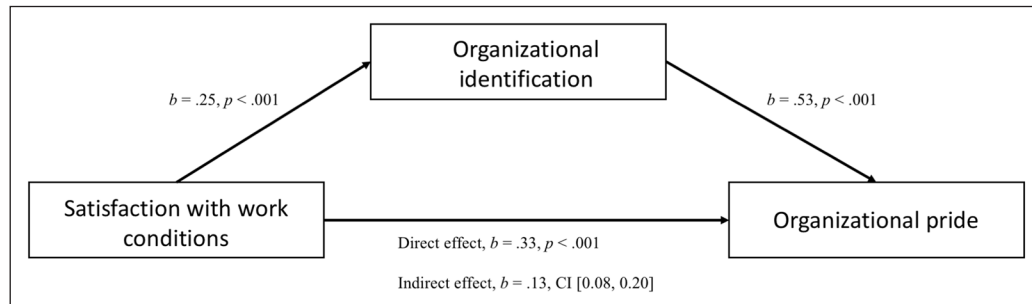 Organizational
identification
b = .25, p < .001
b = .53, p < .001
Satisfaction with work
conditions
Organizational pride
Direct effect, b = .33, p < .001
Indirect effect, b = .13, CI [0.08, 0.20]